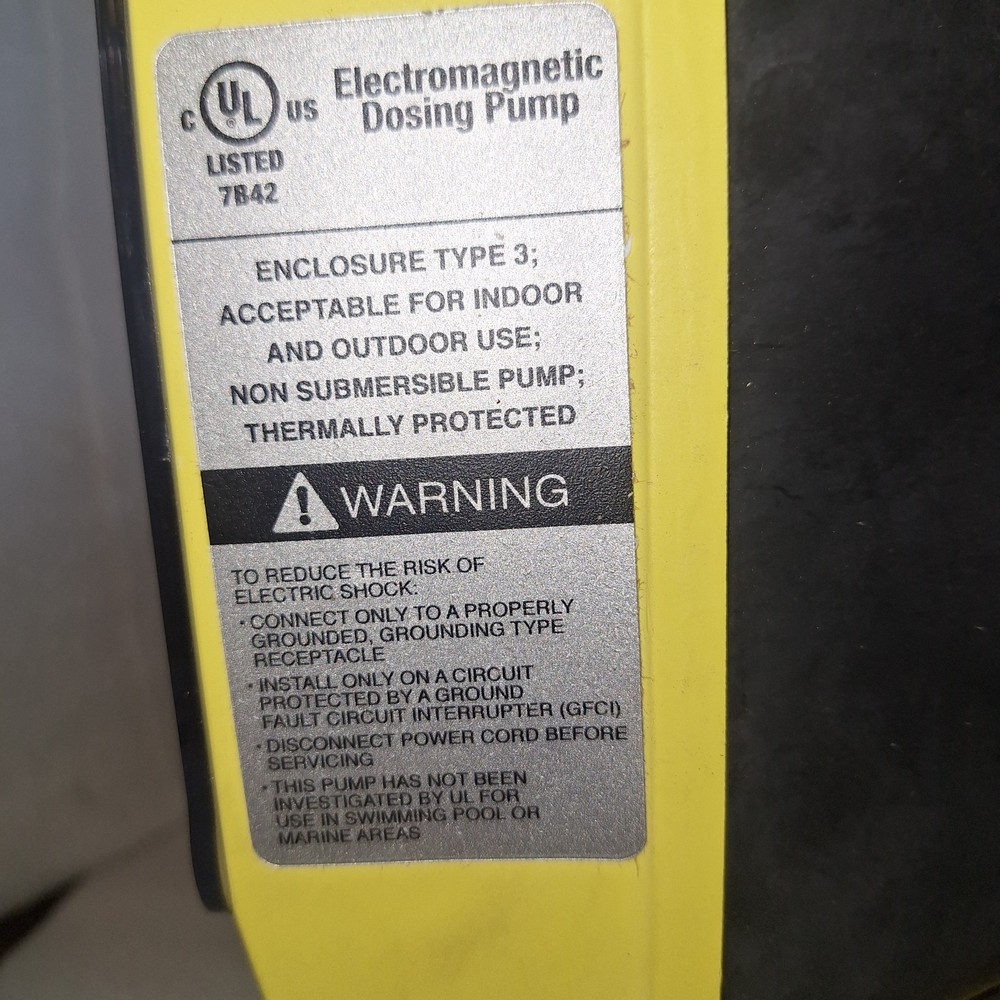 c UL ® US
Electromagnetic
Dosing Pump
LISTED
7B42
ENCLOSURE TYPE 3;
ACCEPTABLE FOR INDOOR
AND OUTDOOR USE;
NON SUBMERSIBLE PUMP;
THERMALLY PROTECTED
WARNING
TO REDUCE THE RISK OF
ELECTRIC SHOCK:
• CONNECT ONLY TO A PROPERLY
GROUNDED, GROUNDING TYPE
RECEPTACLE
• INSTALL ONLY ON A CIRCUIT
PROTECTED BY A GROUND
FAULT CIRCUIT INTERRUPTER (GFCI)
• DISCONNECT POWER CORD BEFORE
SERVICING
• THIS PUMP HAS NOT BEEN
INVESTIGATED BY UL FOR
USE IN SWIMMING POOL OR
MARINE AREAS